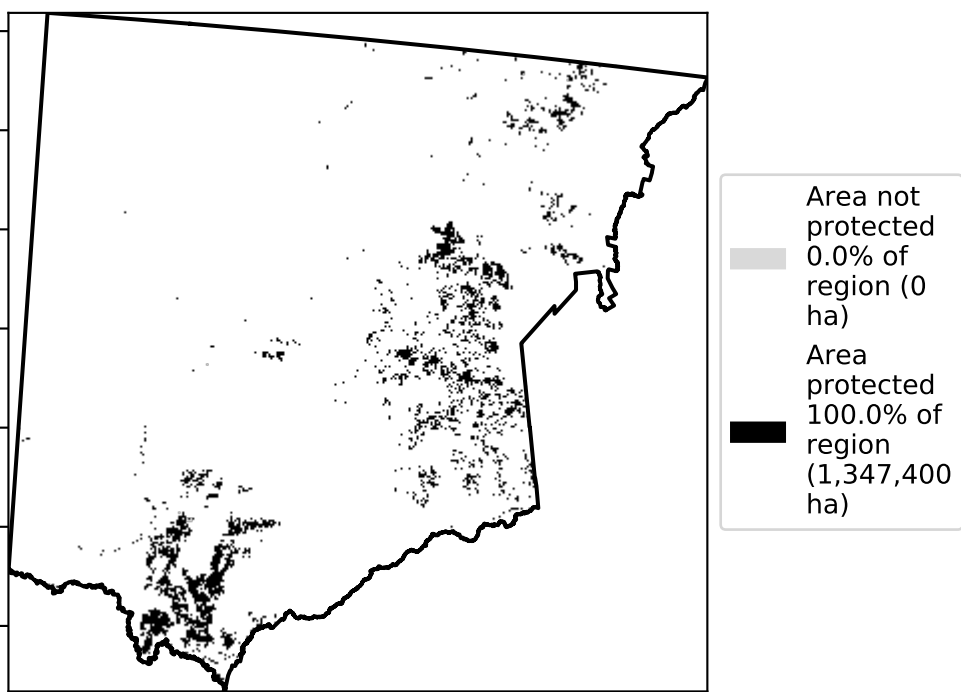 Area not
protected
0.0% of
region (0
ha)
Area
protected
100.0% of
region
(1,347,400
ha)